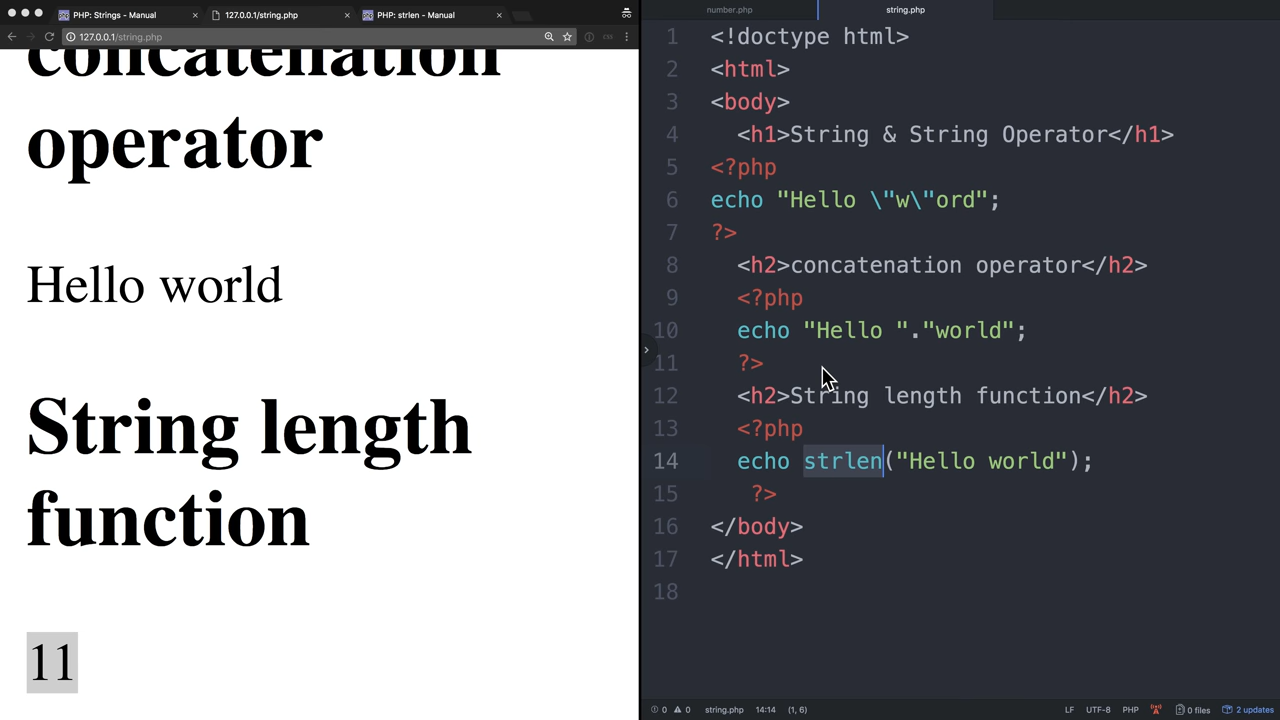 PHP: Strings - Manual
127.0.0.1/string.php
PHP: strlen - Manual
127.0.0.1/string.php
concatenation
operator
Hello world
String length
function
11
number.php
string.php
1 <!doctype html>
2 <html>
3 <body>
4 <h1>String & String Operator</h1>
5 <?php
6 echo "Hello \"w\"ord";
7 ?>
8 <h2>concatenation operator</h2>
9 <?php
10 echo "Hello "."world";
11 ?>
12 <h2>String length function</h2>
13 <?php
14 echo strlen("Hello world");
15 ?>
16 </body>
17 </html>
18
0 0 string.php 14:14 (1, 6)
LF UTF-8 PHP 0 files 2 updates